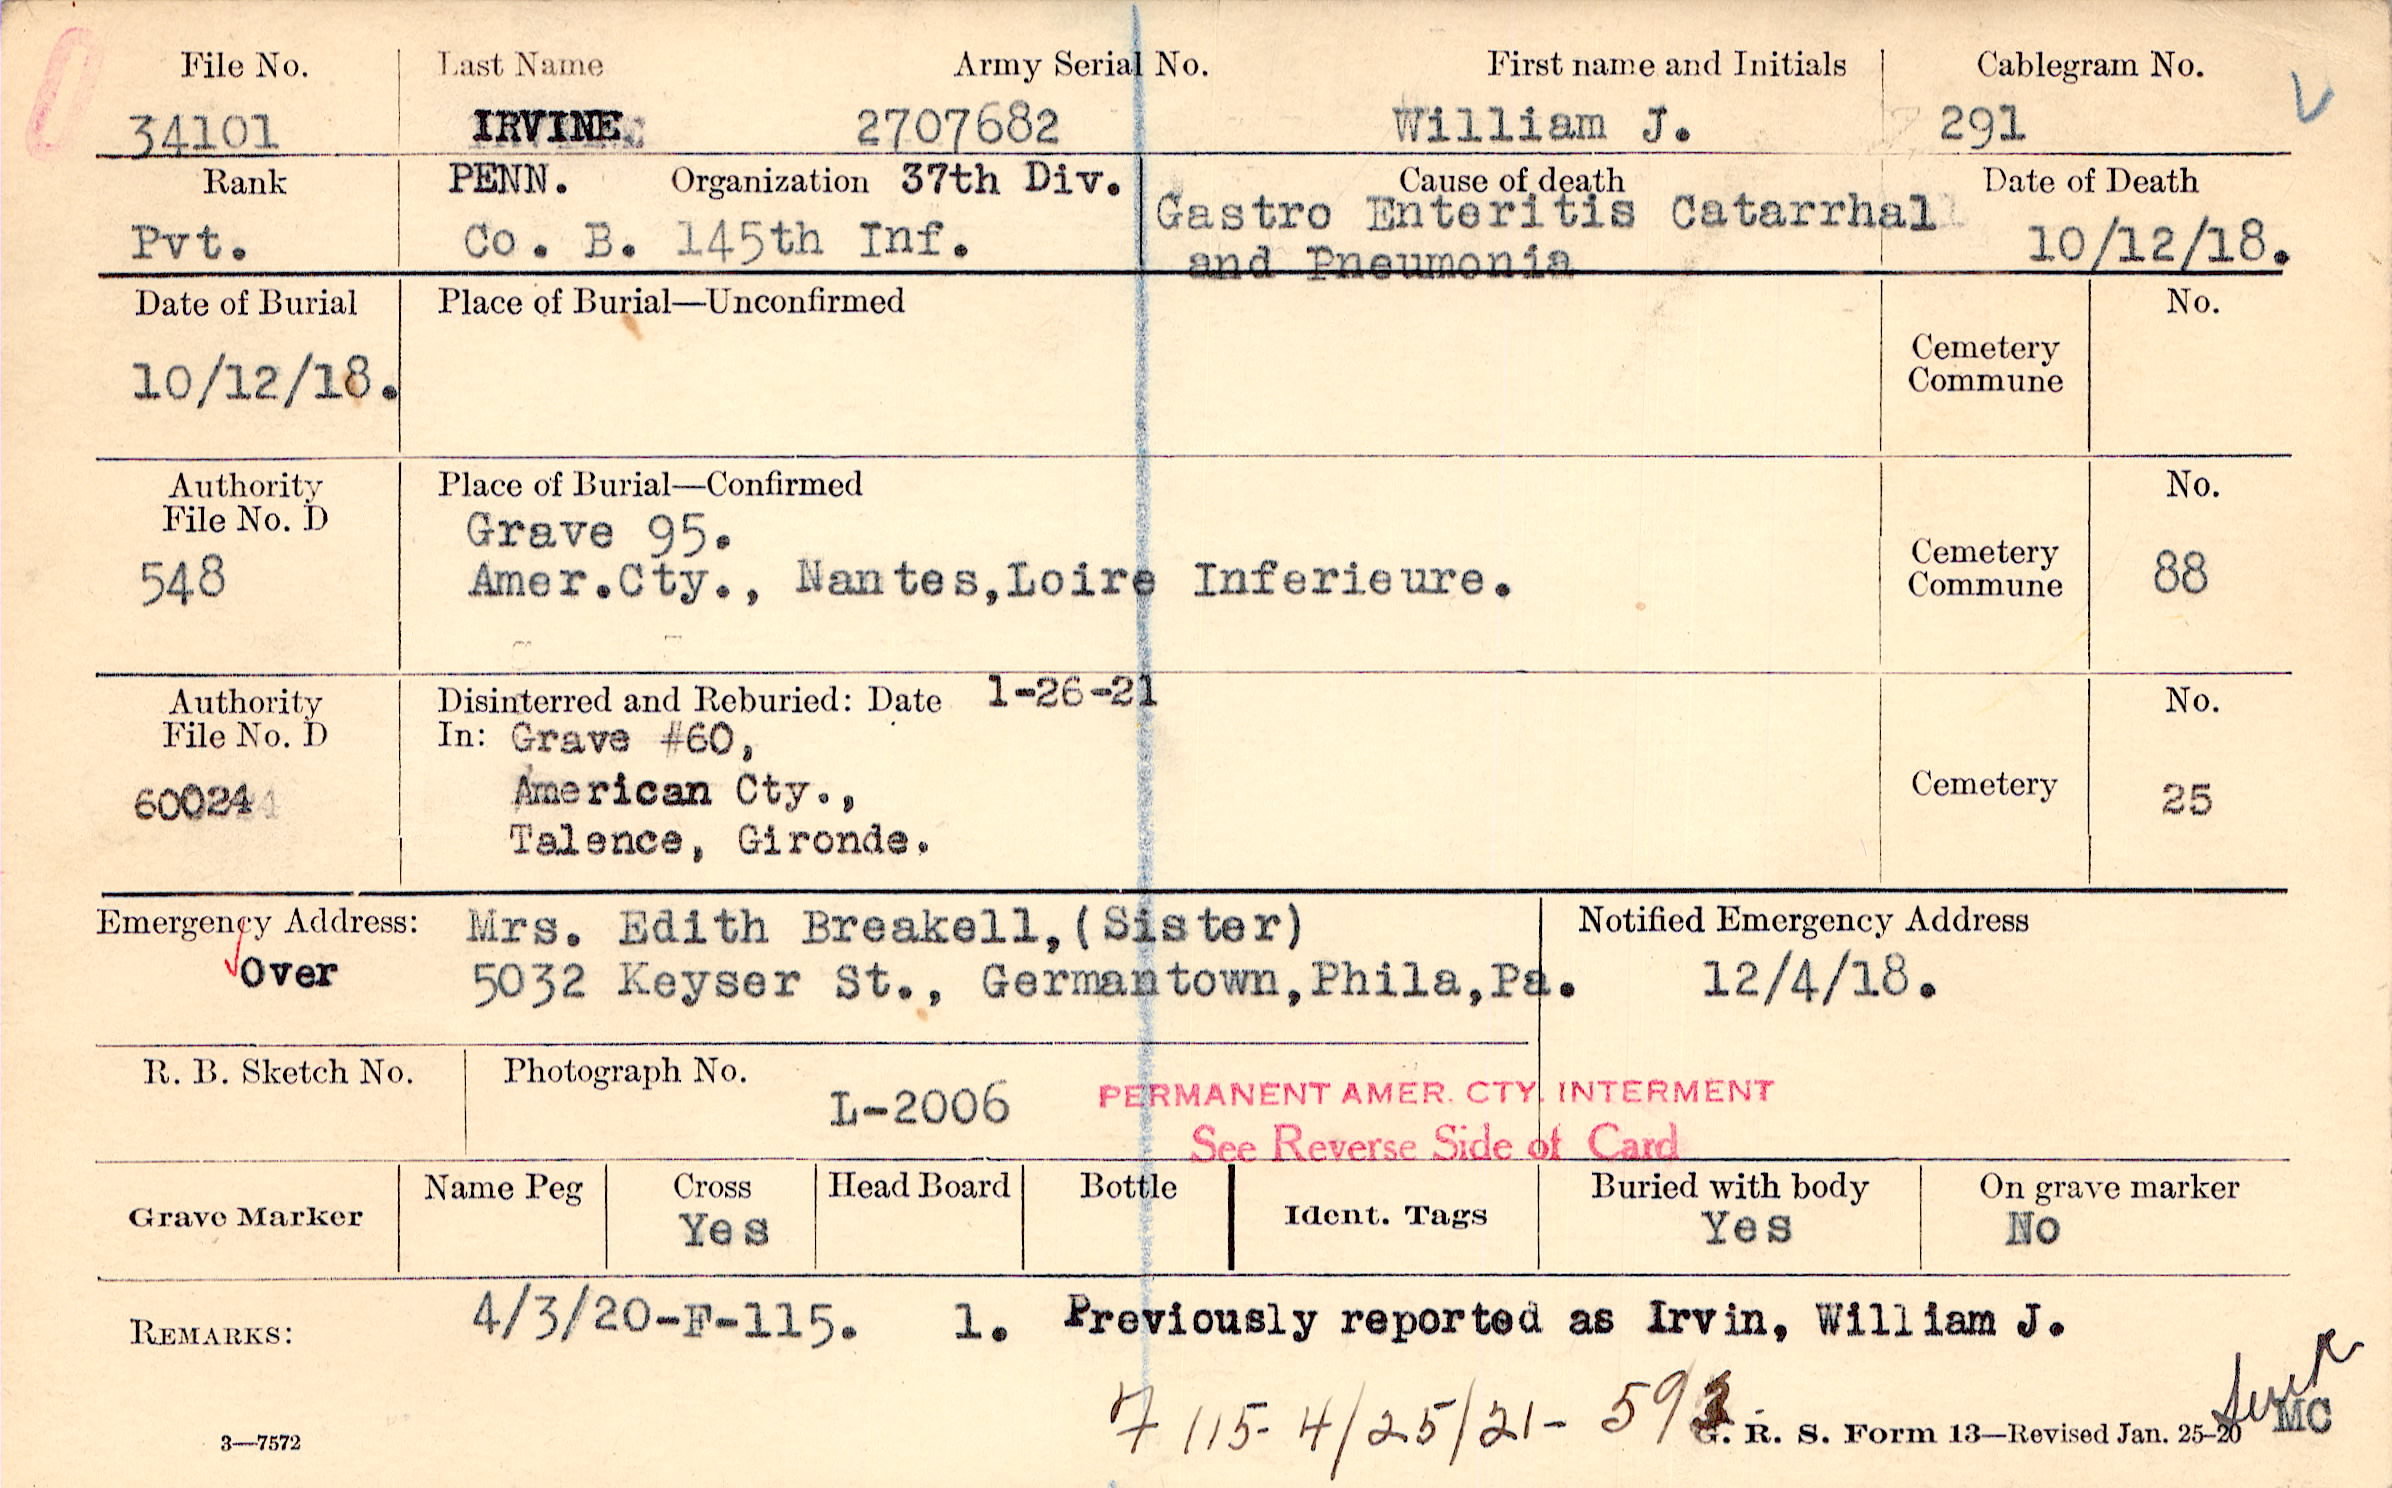 File No. Last Name Army Serial No. First name and Initials Cablegram No.
34101 IRVINE 2707682 William J. 291
Rank PENN. Organization 37th Div. Cause of death Date of Death
Pvt. Co. B. 145th Inf. Gastro Enteritis Catarrhal 10/12/18.
and Pneumonia
Date of Burial Place of Burial—Unconfirmed No.
10/12/18. Cemetery
Commune
Authority Place of Burial—Confirmed No.
File No. D Grave 95.
548 Amer.Cty., Nantes,Loire Inferieure. Cemetery 88
Commune
Authority Disinterred and Reburied: Date 1-26-21 No.
File No. D In: Grave #60,
60024 American Cty., Cemetery 25
Talence, Gironde.
Emergency Address: Mrs. Edith Breakell,(Sister) Notified Emergency Address
Over 5032 Keyser St., Germantown,Phila,Pa. 12/4/18.
R. B. Sketch No. Photograph No.
L-2006 PERMANENT AMER. CTY. INTERMENT
See Reverse Side of Card
Grave Marker Name Peg Cross Head Board Bottle Ident. Tags Buried with body On grave marker
Yes Yes No
REMARKS: 4/3/20-F-115. 1. Previously reported as Irvin, William J.
115- 4/25/21-
3—7572 G. R. S. Form 13—Revised Jan. 25-20 MC